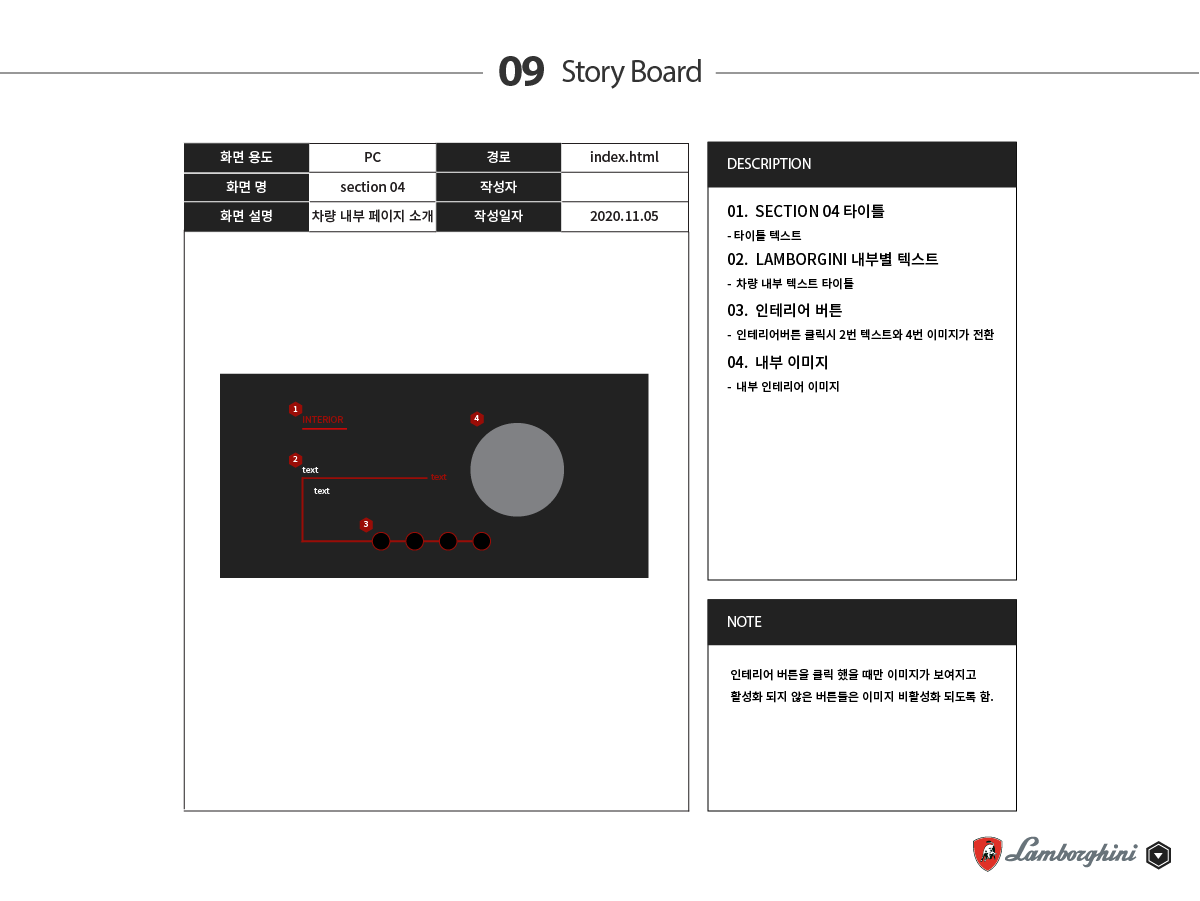 09 Story Board
화면 용도 PC 경로 index.html
화면 명 section 04 작성자
화면 설명 차량 내부 페이지 소개 작성일자 2020.11.05
1
INTERIOR
2
text
text
text
3
4
DESCRIPTION
01. SECTION 04 타이틀
- 타이틀 텍스트
02. LAMBORGINI 내부별 텍스트
- 차량 내부 텍스트 타이틀
03. 인테리어 버튼
- 인테리어버튼 클릭시 2번 텍스트와 4번 이미지가 전환
04. 내부 이미지
- 내부 인테리어 이미지
NOTE
인테리어 버튼을 클릭 했을 때만 이미지가 보여지고
활성화 되지 않은 버튼들은 이미지 비활성화 되도록 함.
Lamborghini